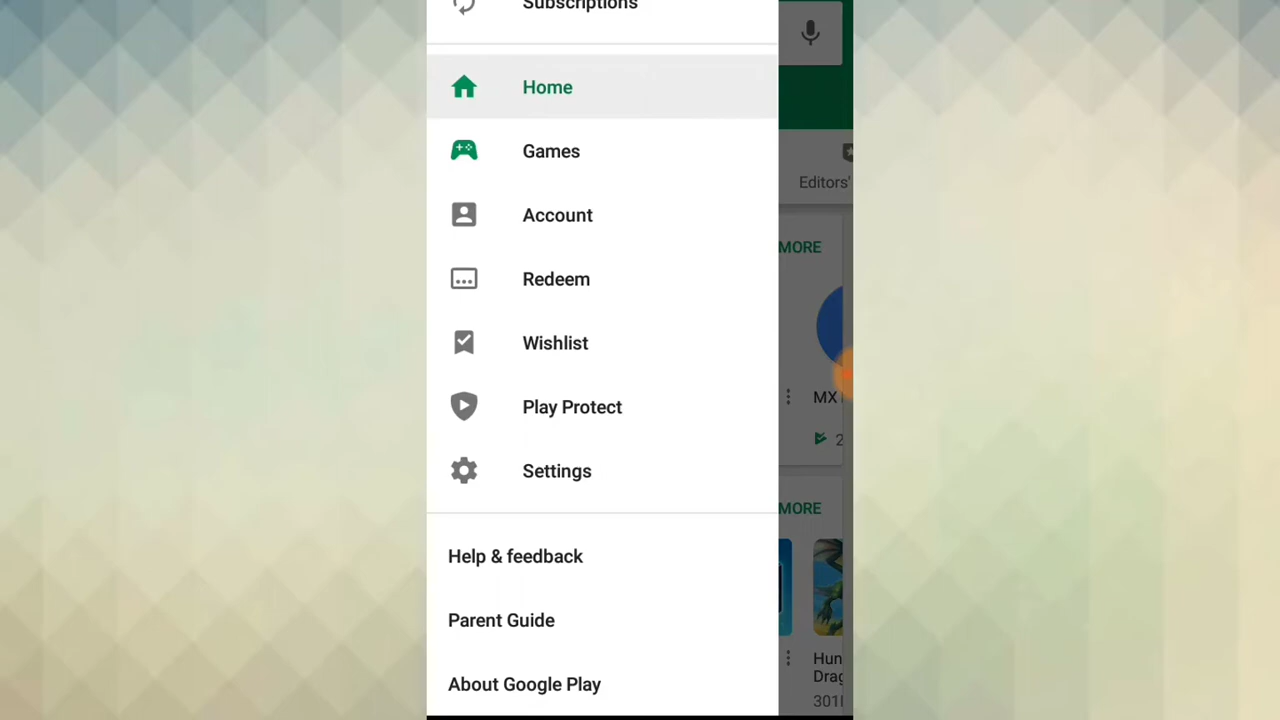 Subscriptions
Home
Games
Account
Redeem
Wishlist
Play Protect
Settings
Help & feedback
Parent Guide
About Google Play
Editors'
MORE
MX
2
MORE
Hun
Drag